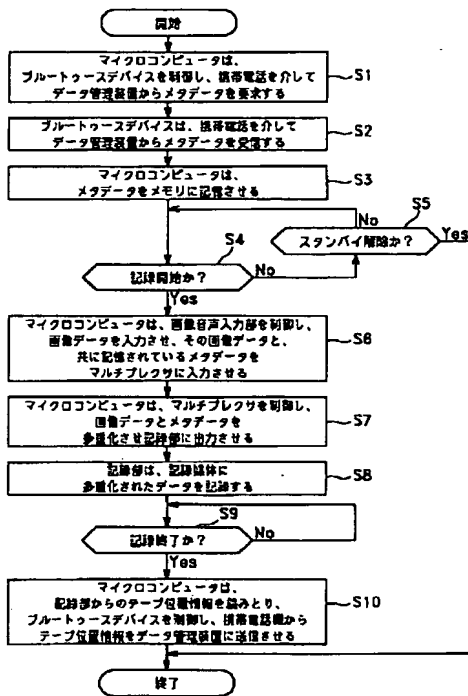 開始
マイクロコンピュータは、
ブルートゥースデバイスを制御し、携帯電話を介して
データ管理装置からメタデータを要求する
S1
ブルートゥースデバイスは、携帯電話を介して
データ管理装置からメタデータを受信する
S2
マイクロコンピュータは、
メタデータをメモリに記憶させる
S3
S5
No
スタンバイ解除か?
Yes
S4
記録開始か?
No
Yes
マイクロコンピュータは、画像音声入力部を制御し、
画像データを入力させ、その画像データと、
共に記憶されているメタデータを
マルチプレクサに入力させる
S6
マイクロコンピュータは、マルチプレクサを制御し、
画像データとメタデータを
多重化させ記録部に出力させる
S7
記録部は、記録媒体に
多重化されたデータを記録する
S8
S9
記録終了か?
No
Yes
マイクロコンピュータは、
記録部からのテープ位置情報を読みとり、
ブルートゥースデバイスを制御し、携帯電話網から
テープ位置情報をデータ管理装置に送信させる
S10
終了